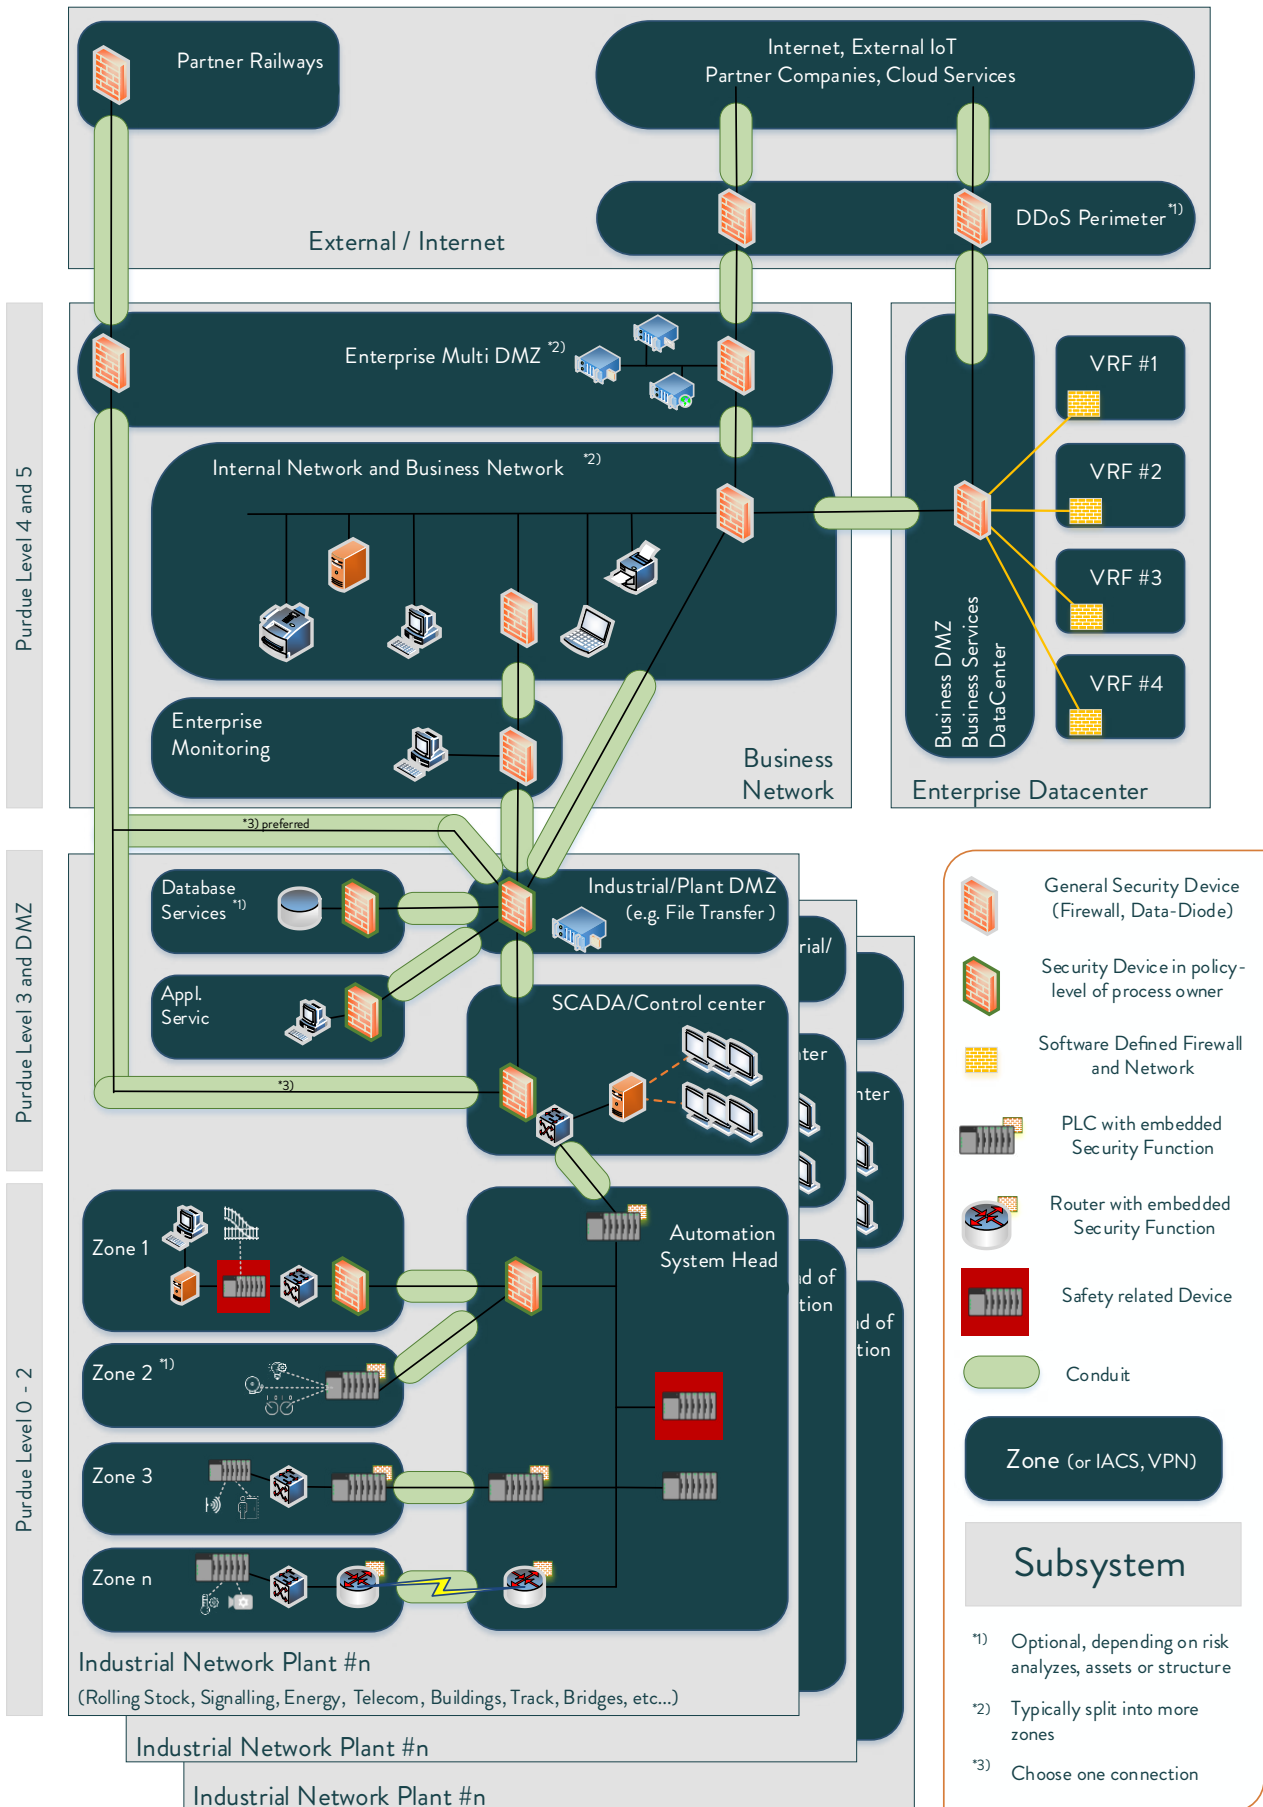 Partner Railways
Internet, External IoT
Partner Companies, Cloud Services
DDoS Perimeter*1)
External / Internet
Purdue Level 4 and 5
Enterprise Multi DMZ *2)
Internal Network and Business Network *2)
Enterprise
Monitoring
Business
Network
Business DMZ
Business Services
DataCenter
VRF #1
VRF #2
VRF #3
VRF #4
Enterprise Datacenter
*3) preferred
Purdue Level 3 and DMZ
Database
Services *1)
Industrial/Plant DMZ
(e.g. File Transfer )
Appl.
Servic
SCADA/Control center
*3)
rial/
nter
nter
Purdue Level 0 - 2
Zone 1
Automation
System Head
Zone 2 *1)
Zone 3
Zone n
ad of
tion
ad of
tion
Industrial Network Plant #n
(Rolling Stock, Signalling, Energy, Telecom, Buildings, Track, Bridges, etc...)
Industrial Network Plant #n
Industrial Network Plant #n
General Security Device
(Firewall, Data-Diode)
Security Device in policy-
level of process owner
Software Defined Firewall
and Network
PLC with embedded
Security Function
Router with embedded
Security Function
Safety related Device
Conduit
Zone (or IACS, VPN)
Subsystem
*1) Optional, depending on risk
analyzes, assets or structure
*2) Typically split into more
zones
*3) Choose one connection